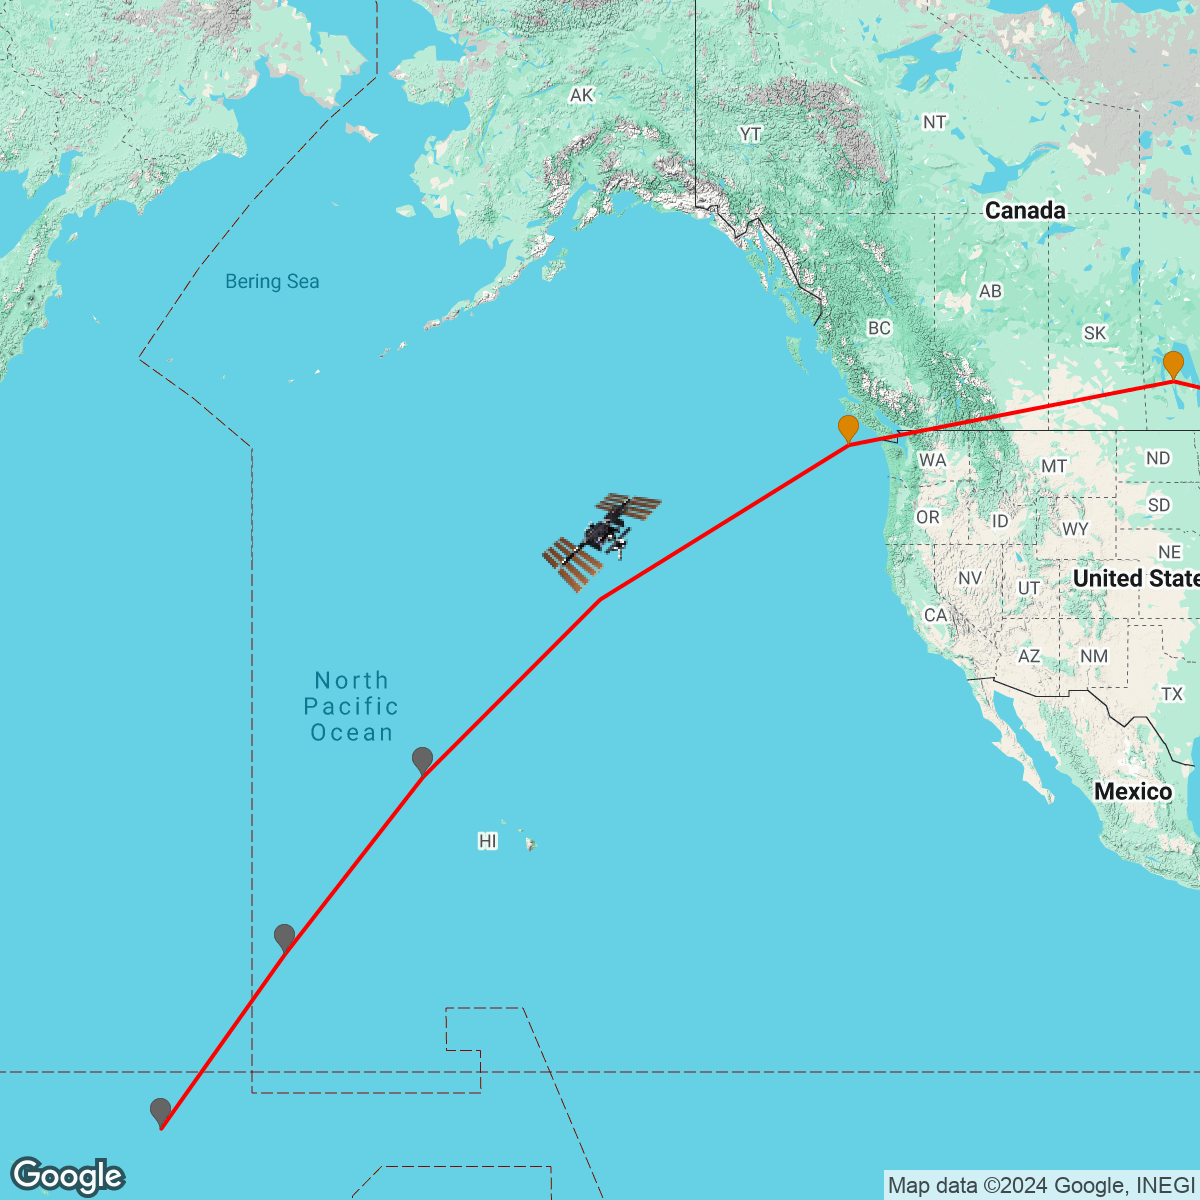 AK
YT
NT
Canada
Bering Sea
AB
BC
SK
WA
MT
ND
OR
ID
WY
SD
NE
NV
UT
United State
CA
AZ
NM
TX
North
Pacific
Ocean
Mexico
HI
Google
Map data ©2024 Google, INEGI